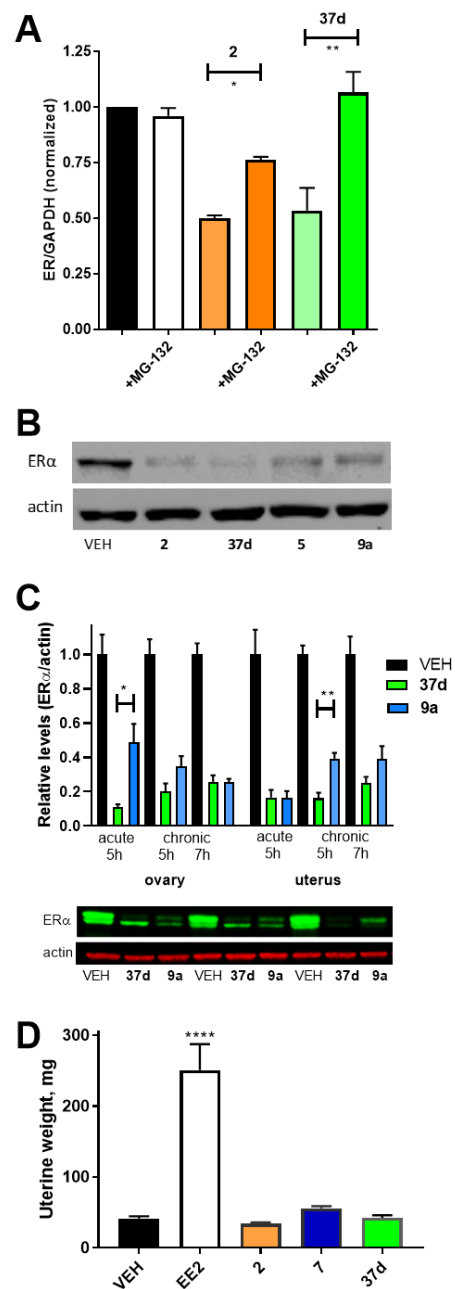 A
37d
**
2
*
1.25
1.00
0.75
0.50
0.25
0.00
ER/GAPDH (normalized)
+MG-132 +MG-132 +MG-132
B
ERα
actin
VEH 2 37d 5 9a
C
VEH
37d
9a
* **
1.0
0.8
0.6
0.4
0.2
0.0
Relative levels (ERα/actin)
acute chronic acute chronic
5h 5h 7h 5h 5h 7h
ovary uterus
ERα
actin
VEH 37d 9a VEH 37d 9a VEH 37d 9a
D
****
300
200
100
0
Uterine weight, mg
VEH EE2 2 7 37d